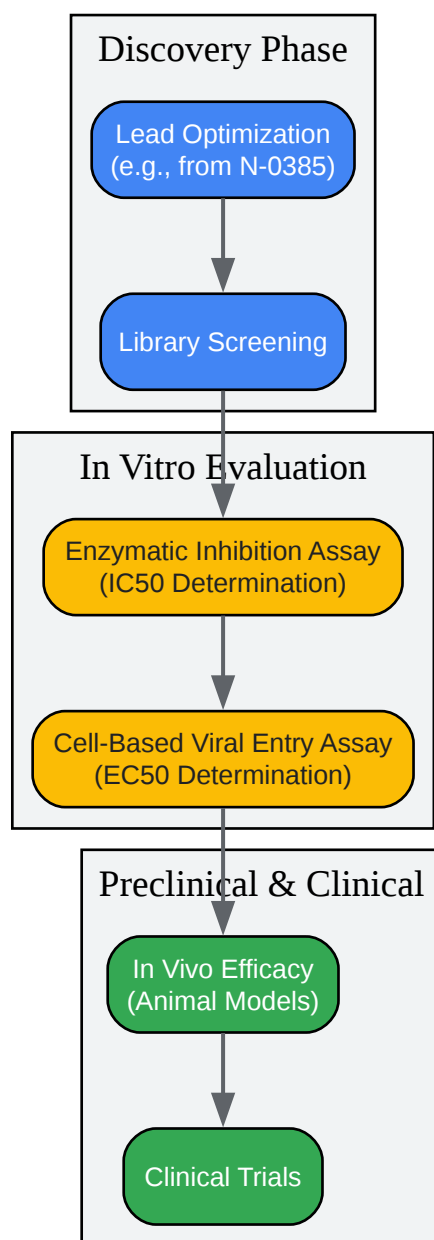 Discovery Phase
Lead Optimization
(e.g., from N-0385)
Library Screening
In Vitro Evaluation
Enzymatic Inhibition Assay
(IC50 Determination)
Cell-Based Viral Entry Assay
(EC50 Determination)
Preclinical & Clinical
In Vivo Efficacy
(Animal Models)
Clinical Trials